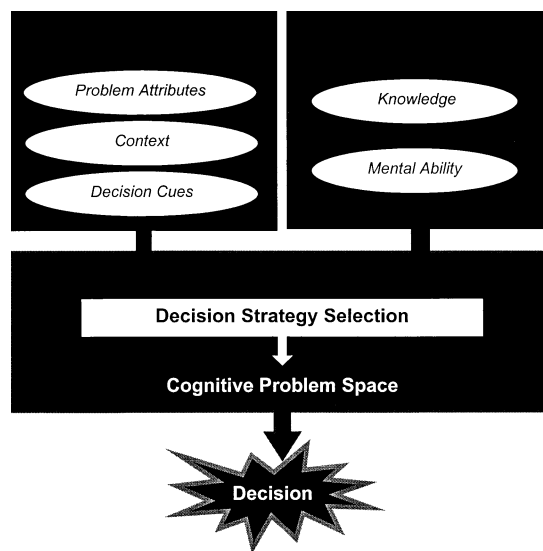 Problem Attributes
Context
Decision Cues
Knowledge
Mental Ability
Decision Strategy Selection
Cognitive Problem Space
Decision